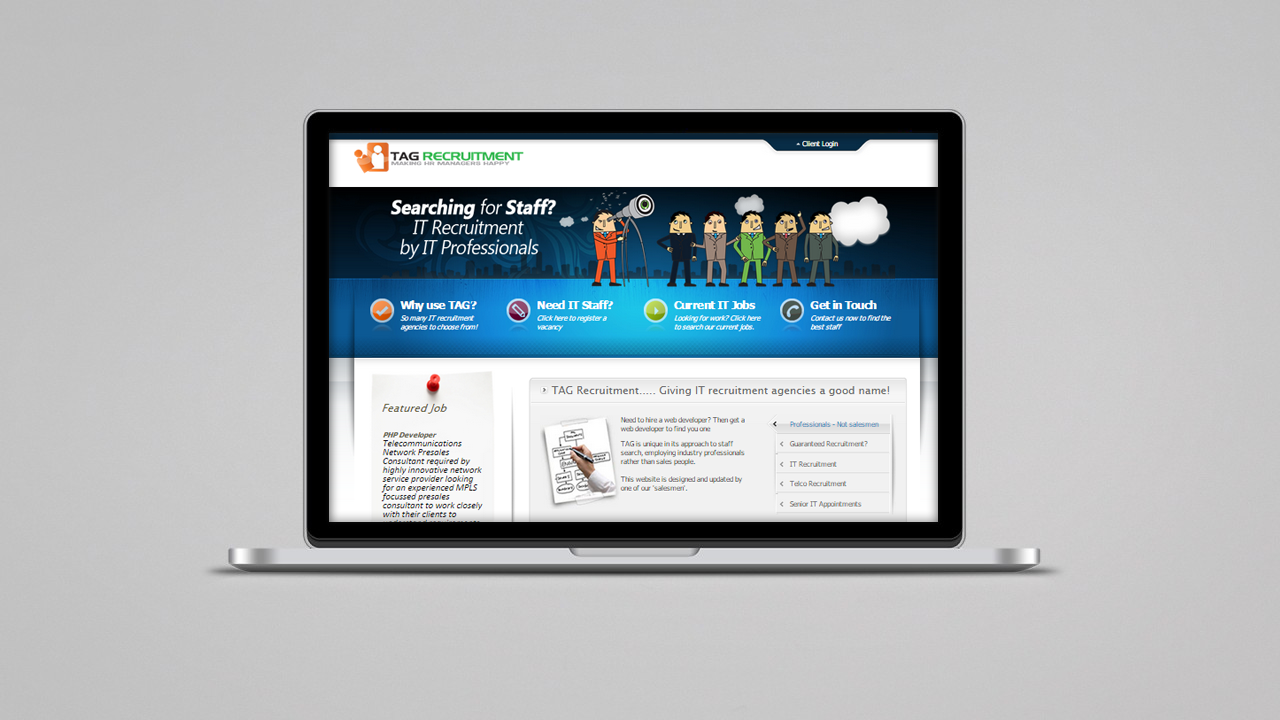 Client Login
TAG RECRUITMENT
MAKING HR MANAGERS HAPPY
Searching for Staff?
IT Recruitment
by IT Professionals
Why use TAG?
So many IT recruitment
agencies to choose from!
Need IT Staff?
Click here to register a
vacancy
Current IT Jobs
Looking for work? Click here
to search our current jobs.
Get in Touch
Contact us now to find the
best staff
Featured Job
PHP Developer
Telecommunications
Network Presales
Consultant required by
highly innovative network
service provider looking
for an experienced MPLS
focussed presales
consultant to work closely
with their clients to
TAG Recruitment..... Giving IT recruitment agencies a good name!
Need to hire a web developer? Then get a
web developer to find you one
TAG is unique in its approach to staff
search, employing industry professionals
rather than sales people.
This website is designed and updated by
one of our 'salesmen'.
Professionals - Not salesmen
Guaranteed Recruitment?
IT Recruitment
Telco Recruitment
Senior IT Appointments